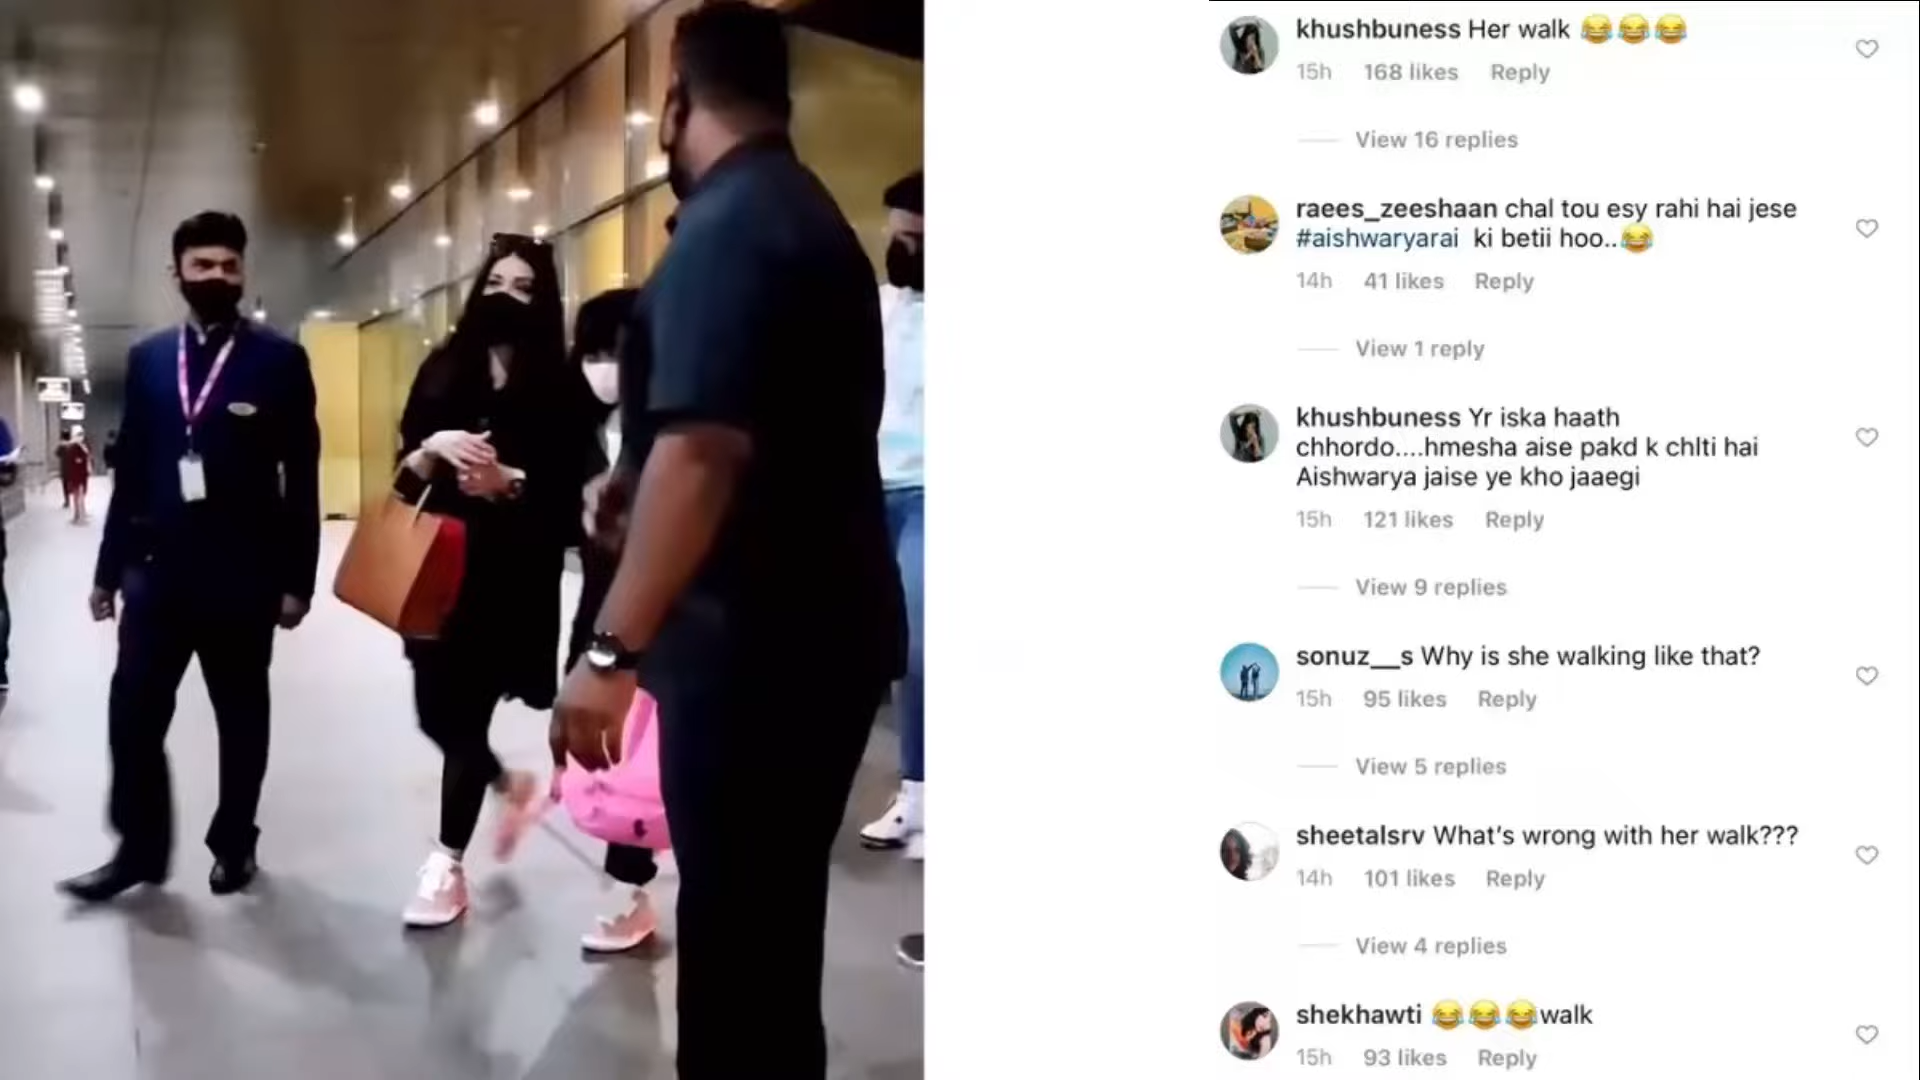 khushbuness Her walk 😂😂😂
15h 168 likes Reply
View 16 replies
raees_zeeshaan chal tou esy rahi hai jese
#aishwaryarai ki betii hoo..😂
14h 41 likes Reply
View 1 reply
khushbuness Yr iska haath
chhordo....hmesha aise pakd k chlti hai
Aishwarya jaise ye kho jaaegi
15h 121 likes Reply
View 9 replies
sonuz__s Why is she walking like that?
15h 95 likes Reply
View 5 replies
sheetalsrv What's wrong with her walk???
14h 101 likes Reply
View 4 replies
shekhawti 😂😂😂walk
15h 93 likes Reply